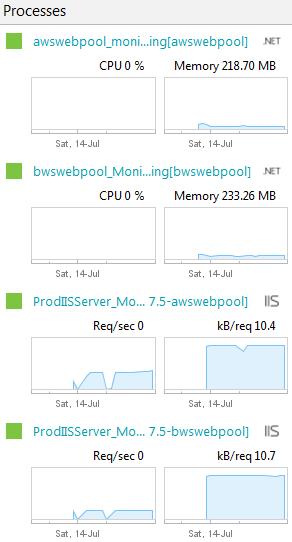 Processes
awswebpool_moni...ing[awswebpool] .NET
CPU 0 % Memory 218.70 MB
Sat, 14-Jul Sat, 14-Jul
bwswebpool_Moni...ing[bwswebpool] .NET
CPU 0 % Memory 233.26 MB
Sat, 14-Jul Sat, 14-Jul
ProdIISServer_Mo... 7.5-awswebpool] IIS
Req/sec 0 kB/req 10.4
Sat, 14-Jul Sat, 14-Jul
ProdIISServer_Mo... 7.5-bwswebpool] IIS
Req/sec 0 kB/req 10.7
Sat, 14-Jul Sat, 14-Jul